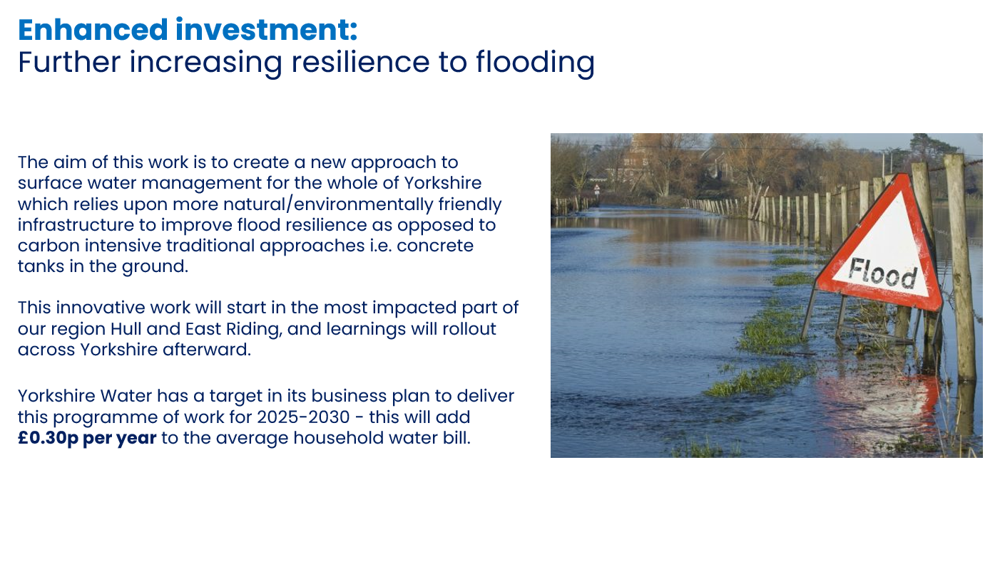 Enhanced investment:
Further increasing resilience to flooding
The aim of this work is to create a new approach to
surface water management for the whole of Yorkshire
which relies upon more natural/environmentally friendly
infrastructure to improve flood resilience as opposed to
carbon intensive traditional approaches i.e. concrete
tanks in the ground.
This innovative work will start in the most impacted part of
our region Hull and East Riding, and learnings will rollout
across Yorkshire afterward.
Yorkshire Water has a target in its business plan to deliver
this programme of work for 2025-2030 - this will add
£0.30p per year to the average household water bill.
Flood